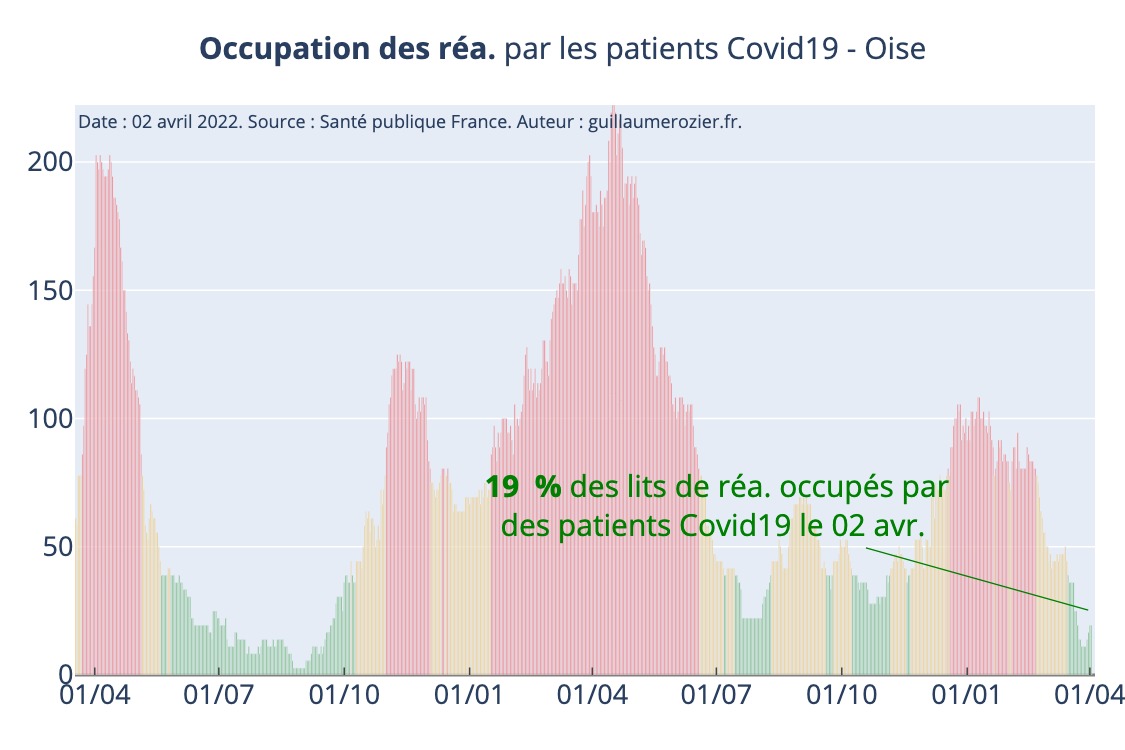 Occupation des réa. par les patients Covid19 - Oise
Date : 02 avril 2022. Source : Santé publique France. Auteur : guillaumerozier.fr.
200
150
100
50
0
19 % des lits de réa. occupés par
des patients Covid19 le 02 avr.
01/04 01/07 01/10 01/01 01/04 01/07 01/10 01/01 01/04